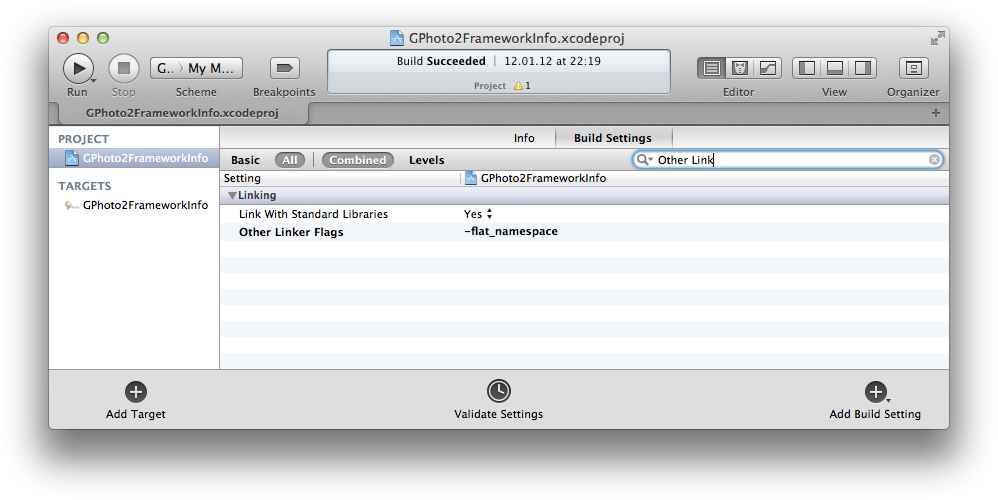 GPhoto2FrameworkInfo.xcodeproj
Build Succeeded | 12.01.12 at 22:19
Project 1
G.. My M...
Run Stop Scheme Breakpoints Editor View Organizer
GPhoto2FrameworkInfo.xcodeproj
PROJECT
GPhoto2FrameworkInfo
TARGETS
GPhoto2FrameworkInfo
Info Build Settings
Basic All Combined Levels Other Link
Setting GPhoto2FrameworkInfo
Linking
Link With Standard Libraries Yes
Other Linker Flags -flat_namespace
Add Target Validate Settings Add Build Setting